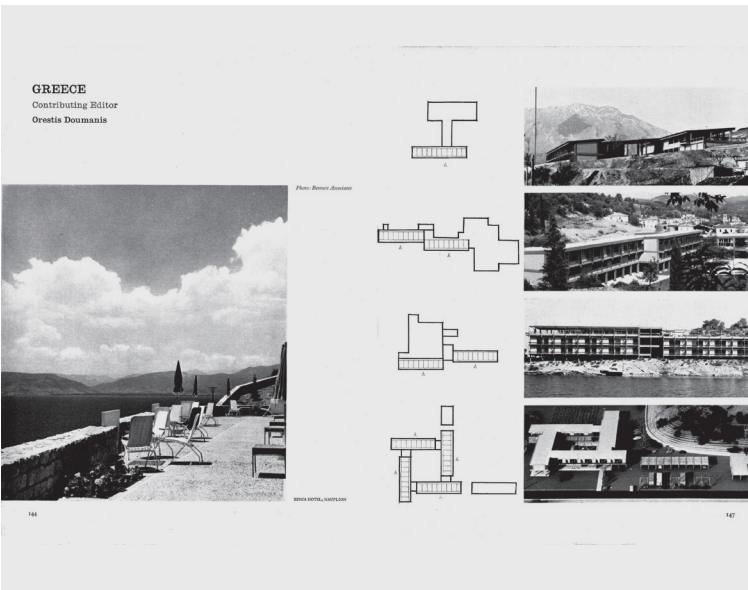 GREECE
Contributing Editor
Orestis Doumanis
Photo: Bennett Associates
XENIA HOTEL, NAUPLION
A
A
A
A
A
A
A
A
A
144
147